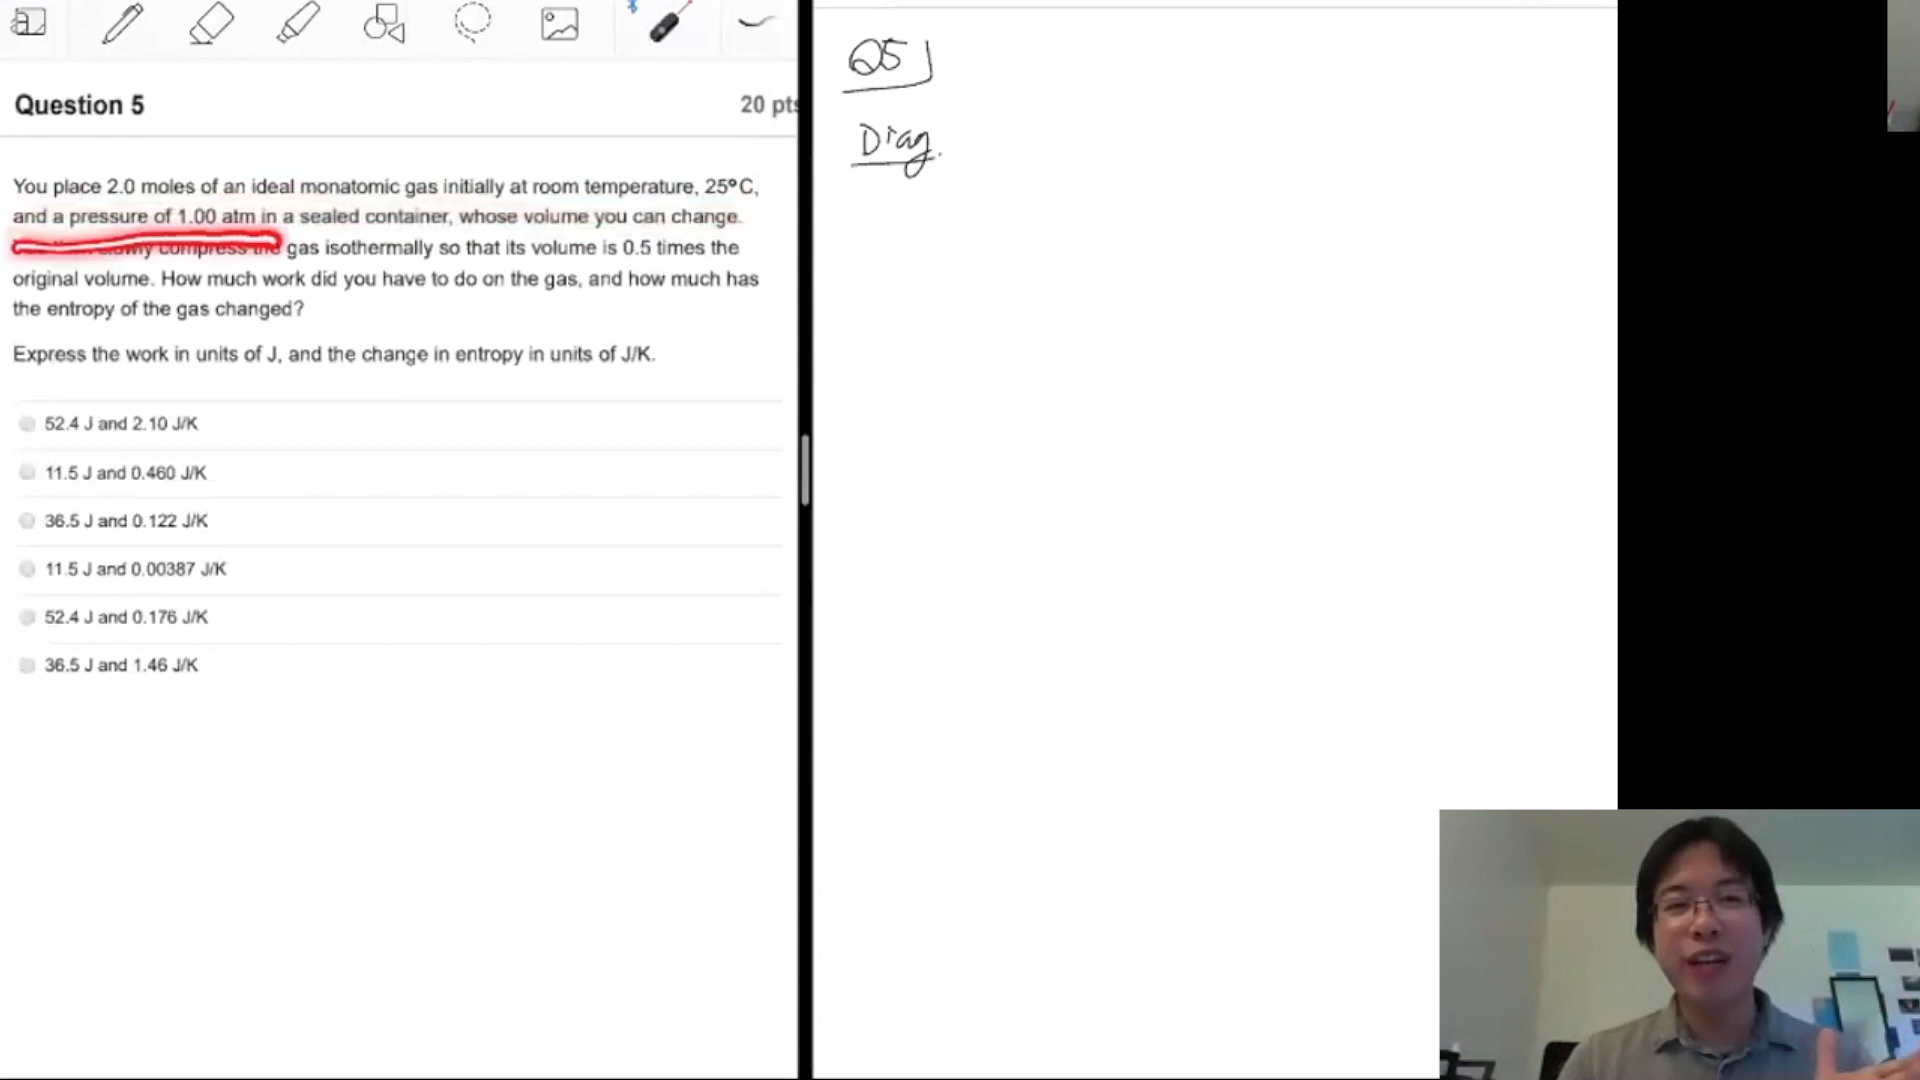 a
Question 5
20 pts
You place 2.0 moles of an ideal monatomic gas initially at room temperature, 25°C,
and a pressure of 1.00 atm in a sealed container, whose volume you can change.
compress the gas isothermally so that its volume is 0.5 times the
original volume. How much work did you have to do on the gas, and how much has
the entropy of the gas changed?
Express the work in units of J, and the change in entropy in units of J/K.
52.4 J and 2.10 J/K
11.5 J and 0.460 J/K
36.5 J and 0.122 J/K
11.5 J and 0.00387 J/K
52.4 J and 0.176 J/K
36.5 J and 1.46 J/K
Q5
Diag.